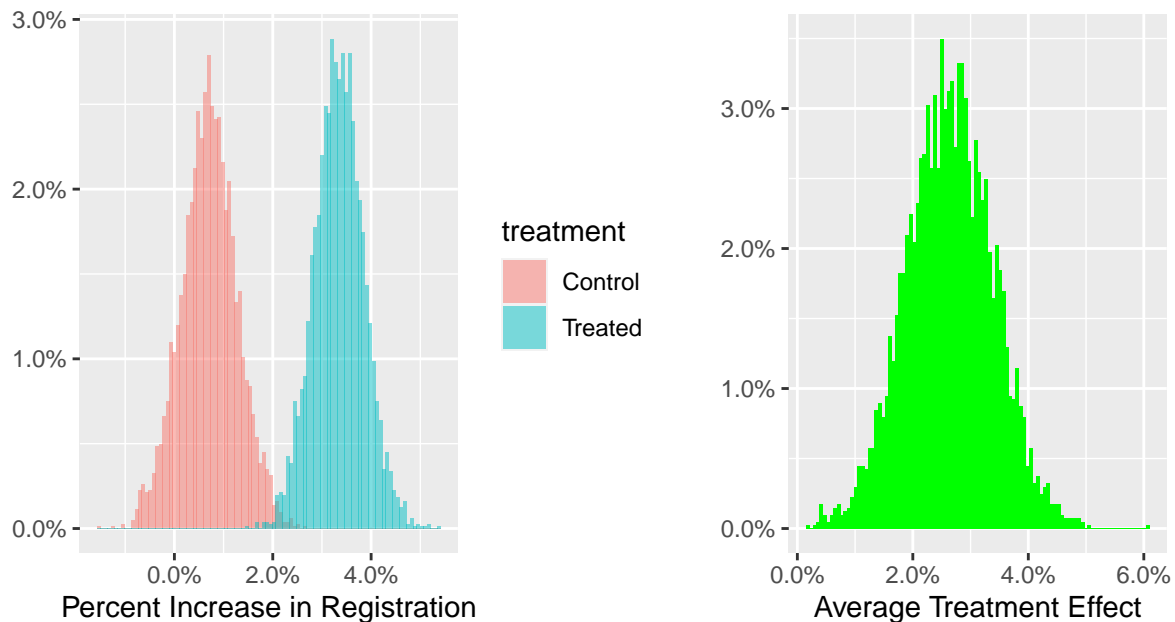 3.0%
2.0%
1.0%
0.0%
0.0% 2.0% 4.0%
Percent Increase in Registration
treatment
Control
Treated
3.0%
2.0%
1.0%
0.0%
0.0% 2.0% 4.0% 6.0%
Average Treatment Effect